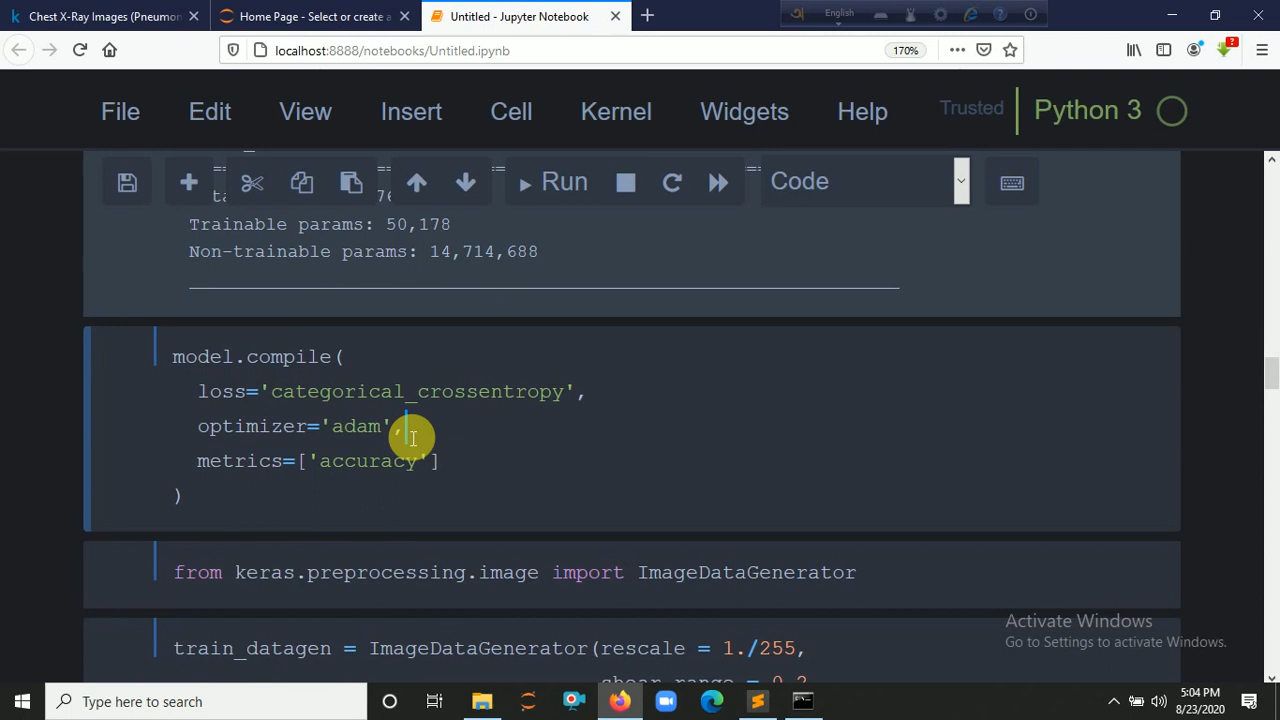 Chest X-Ray Images (Pneumon
Home Page - Select or create a
Untitled - Jupyter Notebook
English
localhost:8888/notebooks/Untitled.ipynb
170%
File Edit View Insert Cell Kernel Widgets Help Trusted Python 3
Run Code
Trainable params: 50,178
Non-trainable params: 14,714,688
model.compile(
loss='categorical_crossentropy',
optimizer='adam',
metrics=['accuracy']
)
from keras.preprocessing.image import ImageDataGenerator
train_datagen = ImageDataGenerator(rescale = 1./255,
shear_range = 0.2
Activate Windows
Go to Settings to activate Windows.
Type here to search
5:04 PM
8/23/2020